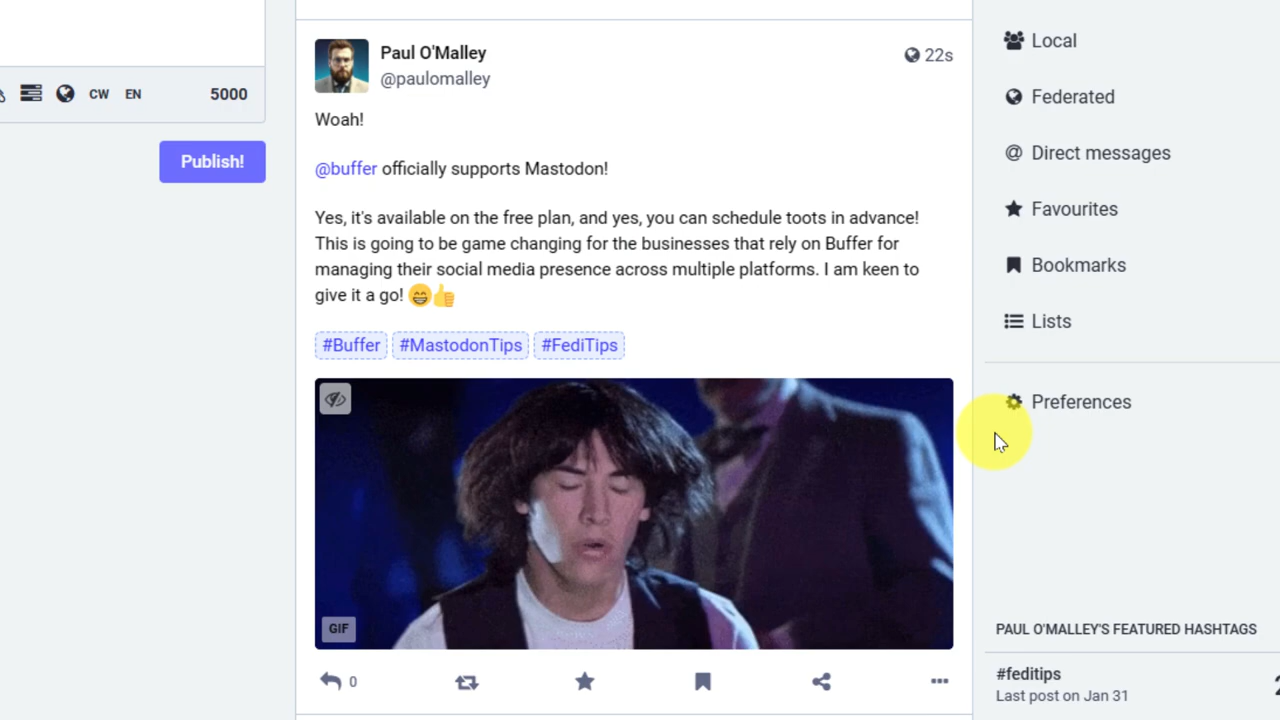 CW EN 5000
Publish!
Paul O'Malley
@paulomalley
22s
Woah!
@buffer officially supports Mastodon!
Yes, it's available on the free plan, and yes, you can schedule toots in advance!
This is going to be game changing for the businesses that rely on Buffer for
managing their social media presence across multiple platforms. I am keen to
give it a go! 😁👍
#Buffer #MastodonTips #FediTips
GIF
0
Local
Federated
Direct messages
Favourites
Bookmarks
Lists
Preferences
PAUL O'MALLEY'S FEATURED HASHTAGS
#feditips
Last post on Jan 31